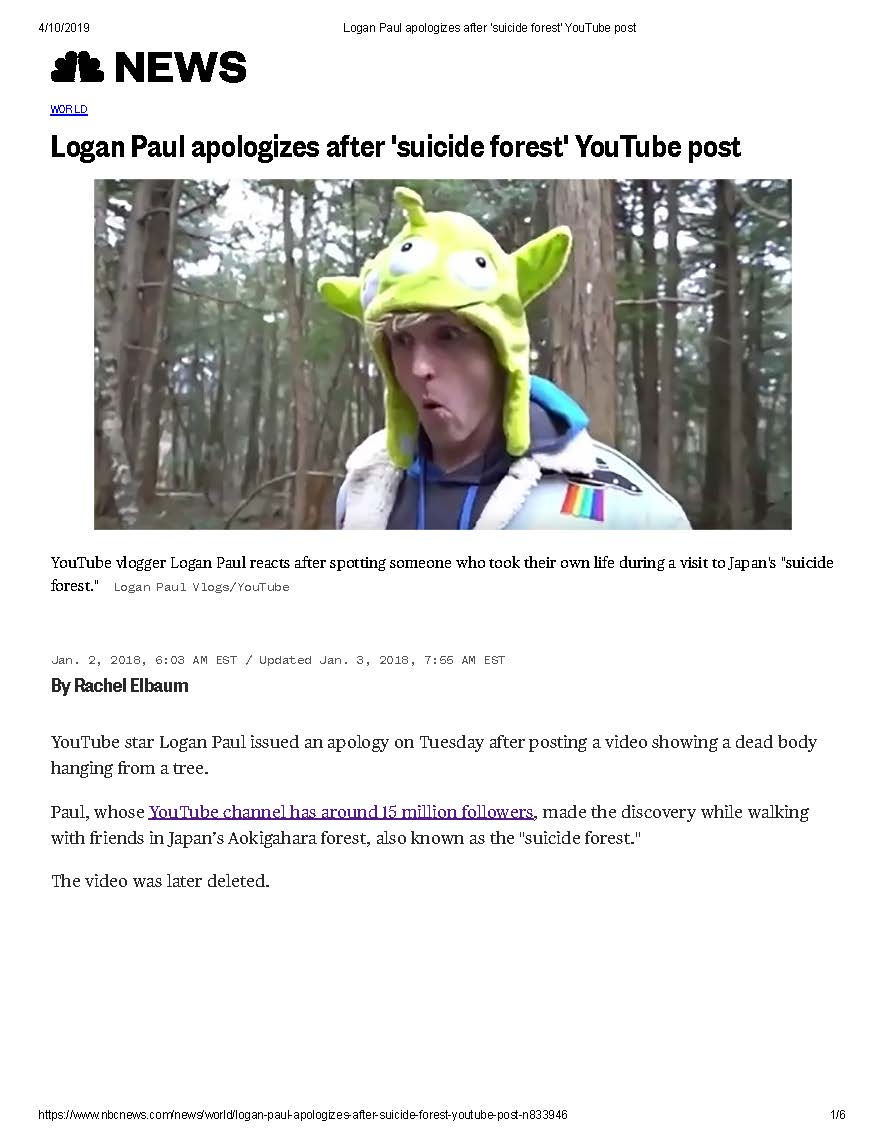 4/10/2019 Logan Paul apologizes after 'suicide forest' YouTube post
NEWS
WORLD
Logan Paul apologizes after 'suicide forest' YouTube post
YouTube vlogger Logan Paul reacts after spotting someone who took their own life during a visit to Japan's "suicide
forest." Logan Paul Vlogs/YouTube
Jan. 2, 2018, 6:03 AM EST / Updated Jan. 3, 2018, 7:55 AM EST
By Rachel Elbaum
YouTube star Logan Paul issued an apology on Tuesday after posting a video showing a dead body
hanging from a tree.
Paul, whose YouTube channel has around 15 million followers, made the discovery while walking
with friends in Japan’s Aokigahara forest, also known as the "suicide forest."
The video was later deleted.
https://www.nbcnews.com/news/world/logan-paul-apologizes-after-suicide-forest-youtube-post-n833946 1/6